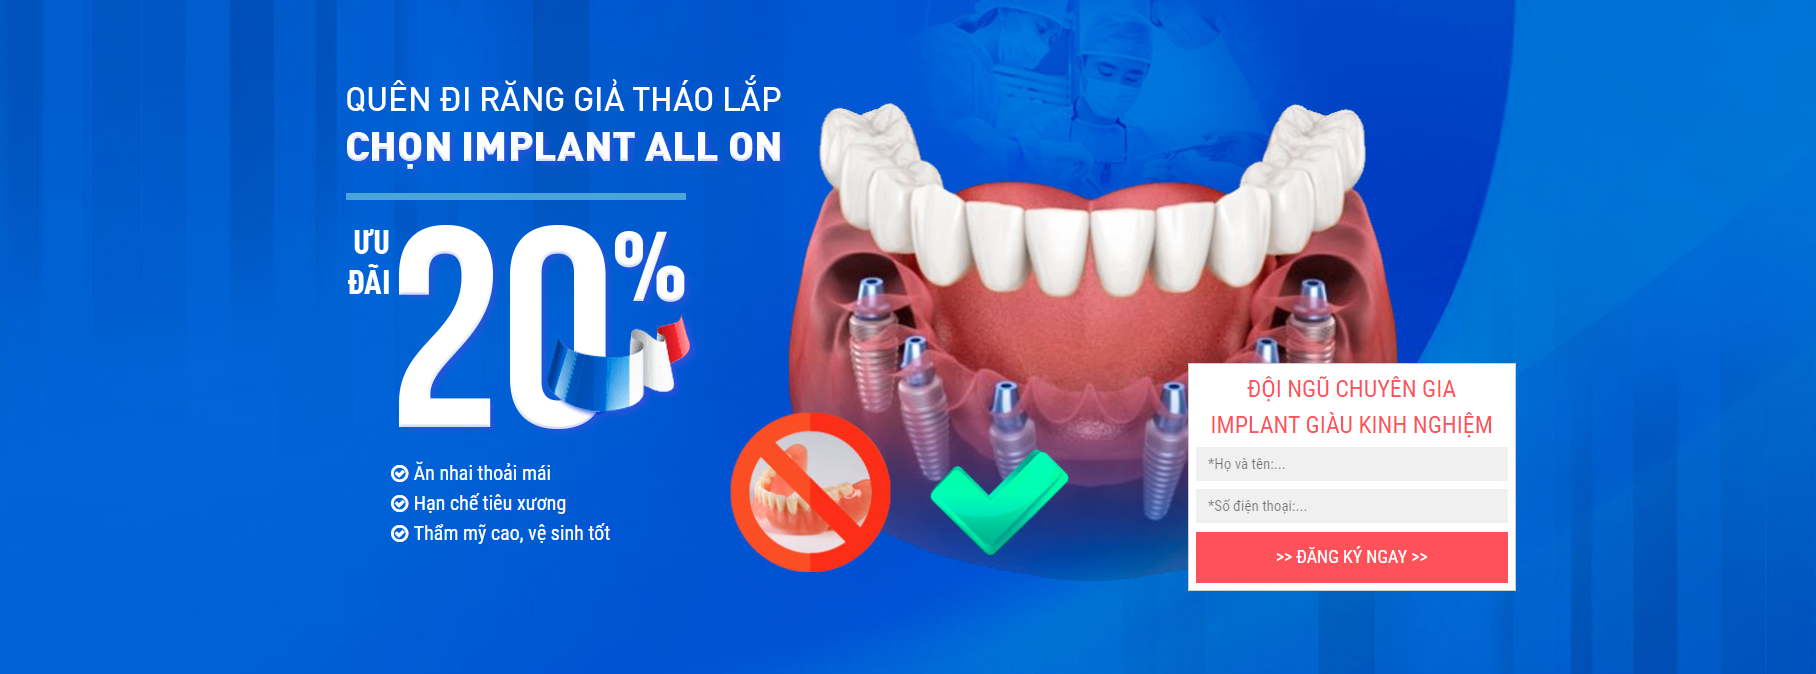 QUÊN ĐI RĂNG GIẢ THÁO LẮP
CHỌN IMPLANT ALL ON
ƯU
ĐÃI
20%
Ăn nhai thoải mái
Hạn chế tiêu xương
Thẩm mỹ cao, vệ sinh tốt
ĐỘI NGŨ CHUYÊN GIA
IMPLANT GIÀU KINH NGHIỆM
*Họ và tên:...
*Số điện thoại:...
>> ĐĂNG KÝ NGAY >>